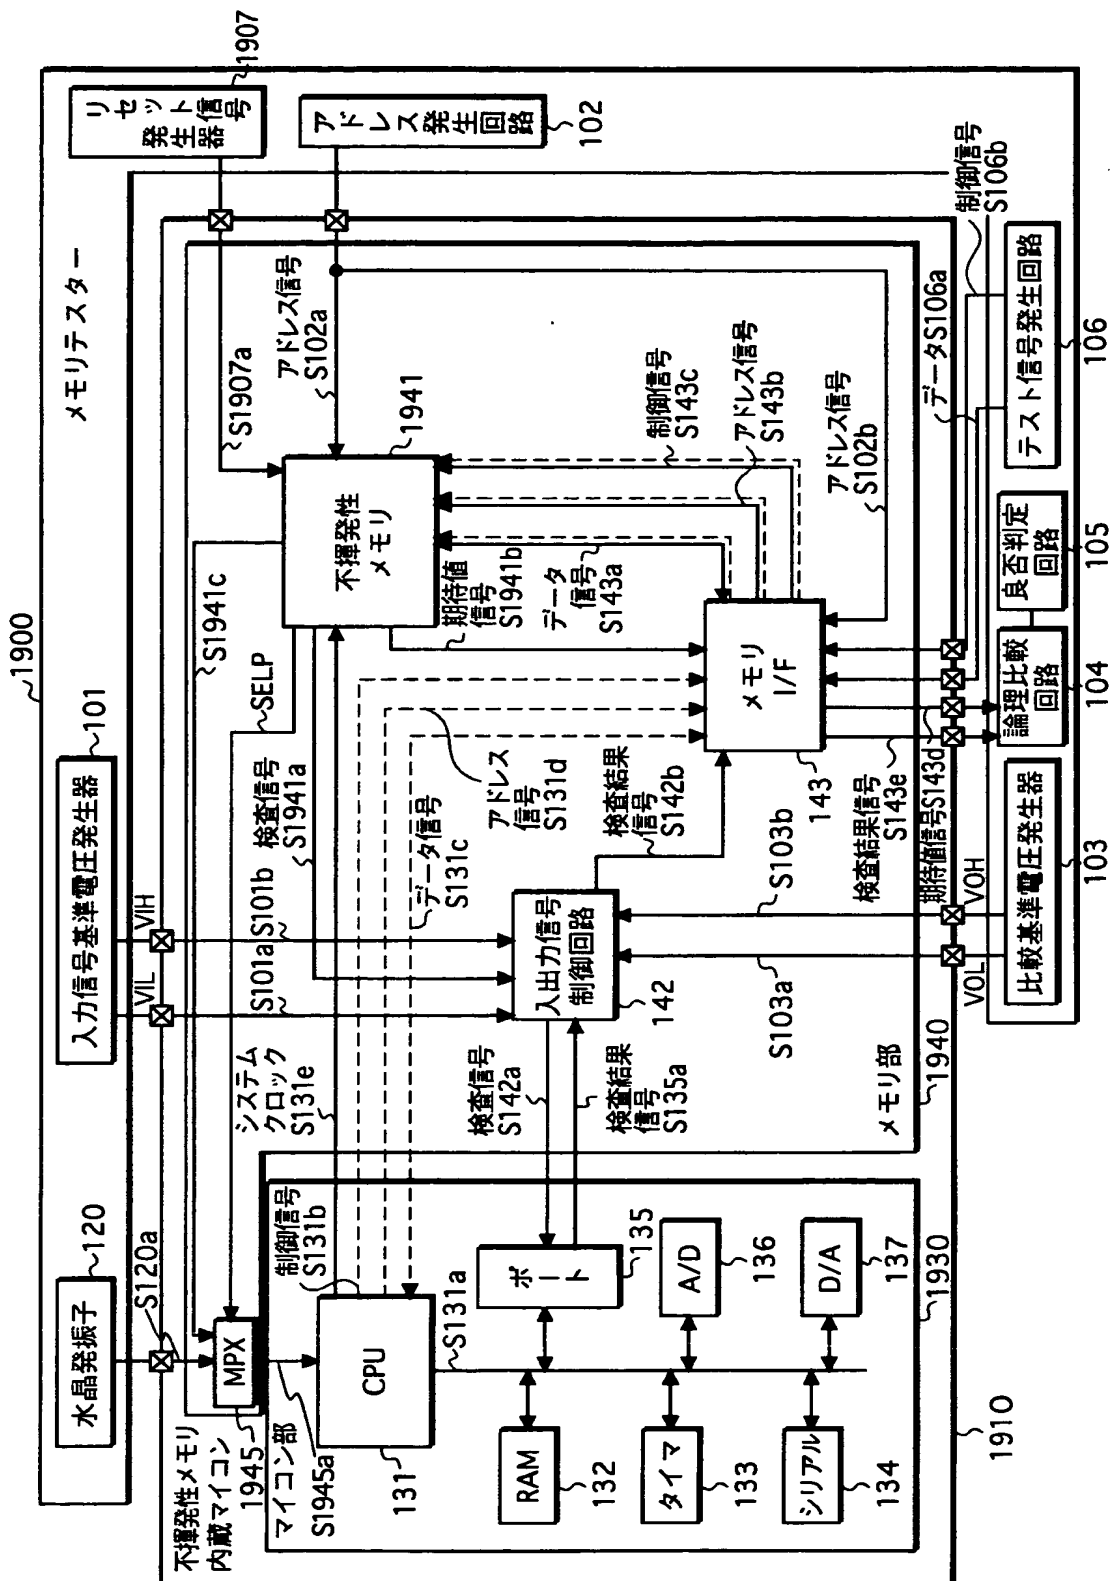 1900
メモリテスター
水晶発振子
120
S120a
入力信号基準電圧発生器
101
VIL
VIH
リセット信号
発生器
1907
アドレス発生回路
102
不揮発性メモリ
内蔵マイコン
1945
MPX
S1941c
SELP
S1907a
S101a
S101b
検査信号
S1941a
アドレス信号
S102a
マイコン部
S1945a
システム
クロック
S131e
不揮発性
メモリ
1941
131
CPU
制御信号
S131b
S131a
アドレス
信号
S131d
データ信号
S131c
期待値
信号
S1941b
データ
信号
S143a
制御信号
S143c
アドレス信号
S143b
アドレス信号
S102b
RAM
132
タイマ
133
シリアル
134
ポート
135
A/D
136
D/A
137
1930
検査信号
S142a
検査結果
信号
S135a
入出力信号
制御回路
142
検査結果
信号
S142b
メモリ
I/F
143
S103a
S103b
検査結果信号
S143e
期待値信号S143d
データS106a
制御信号
S106b
メモリ部
1940
1910
VOL
VOH
比較基準電圧発生器
103
論理比較
回路
104
良否判定
回路
105
テスト信号発生回路
106